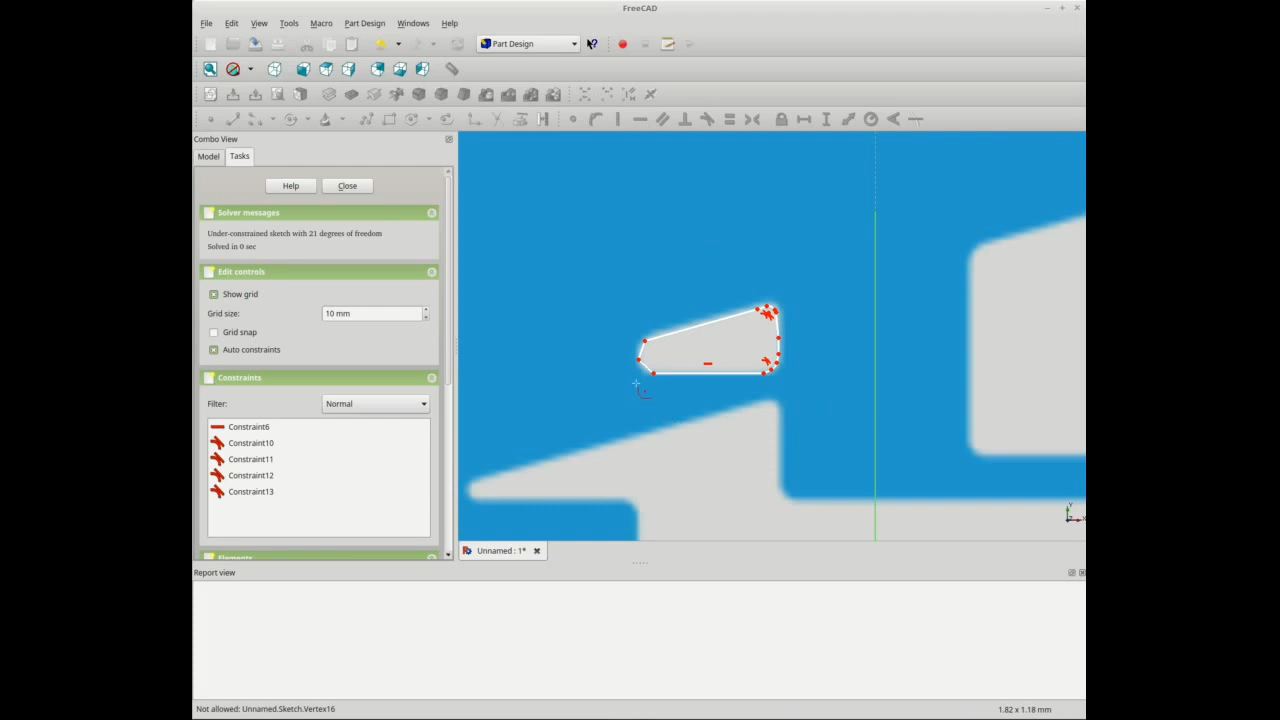 FreeCAD
File Edit View Tools Macro Part Design Windows Help
Part Design
Combo View
Model Tasks
Help Close
Solver messages
Under-constrained sketch with 21 degrees of freedom
Solved in 0 sec
Edit controls
Show grid
Grid size: 10 mm
Grid snap
Auto constraints
Constraints
Filter: Normal
Constraint6
Constraint10
Constraint11
Constraint12
Constraint13
Elements
Y
Z X
Unnamed : 1*
Report view
Not allowed: Unnamed.Sketch.Vertex16
1.82 x 1.18 mm